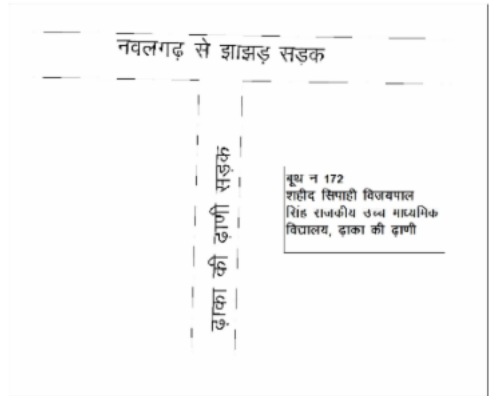 नवलगढ़ से झाझड़ सड़क
ढ़ाका की ढ़ाणी सड़क
बूथ न 172
शहीद सिपाही विजयपाल
सिंह राजकीय उच्च माध्यमिक
विद्यालय, ढ़ाका की ढ़ाणी